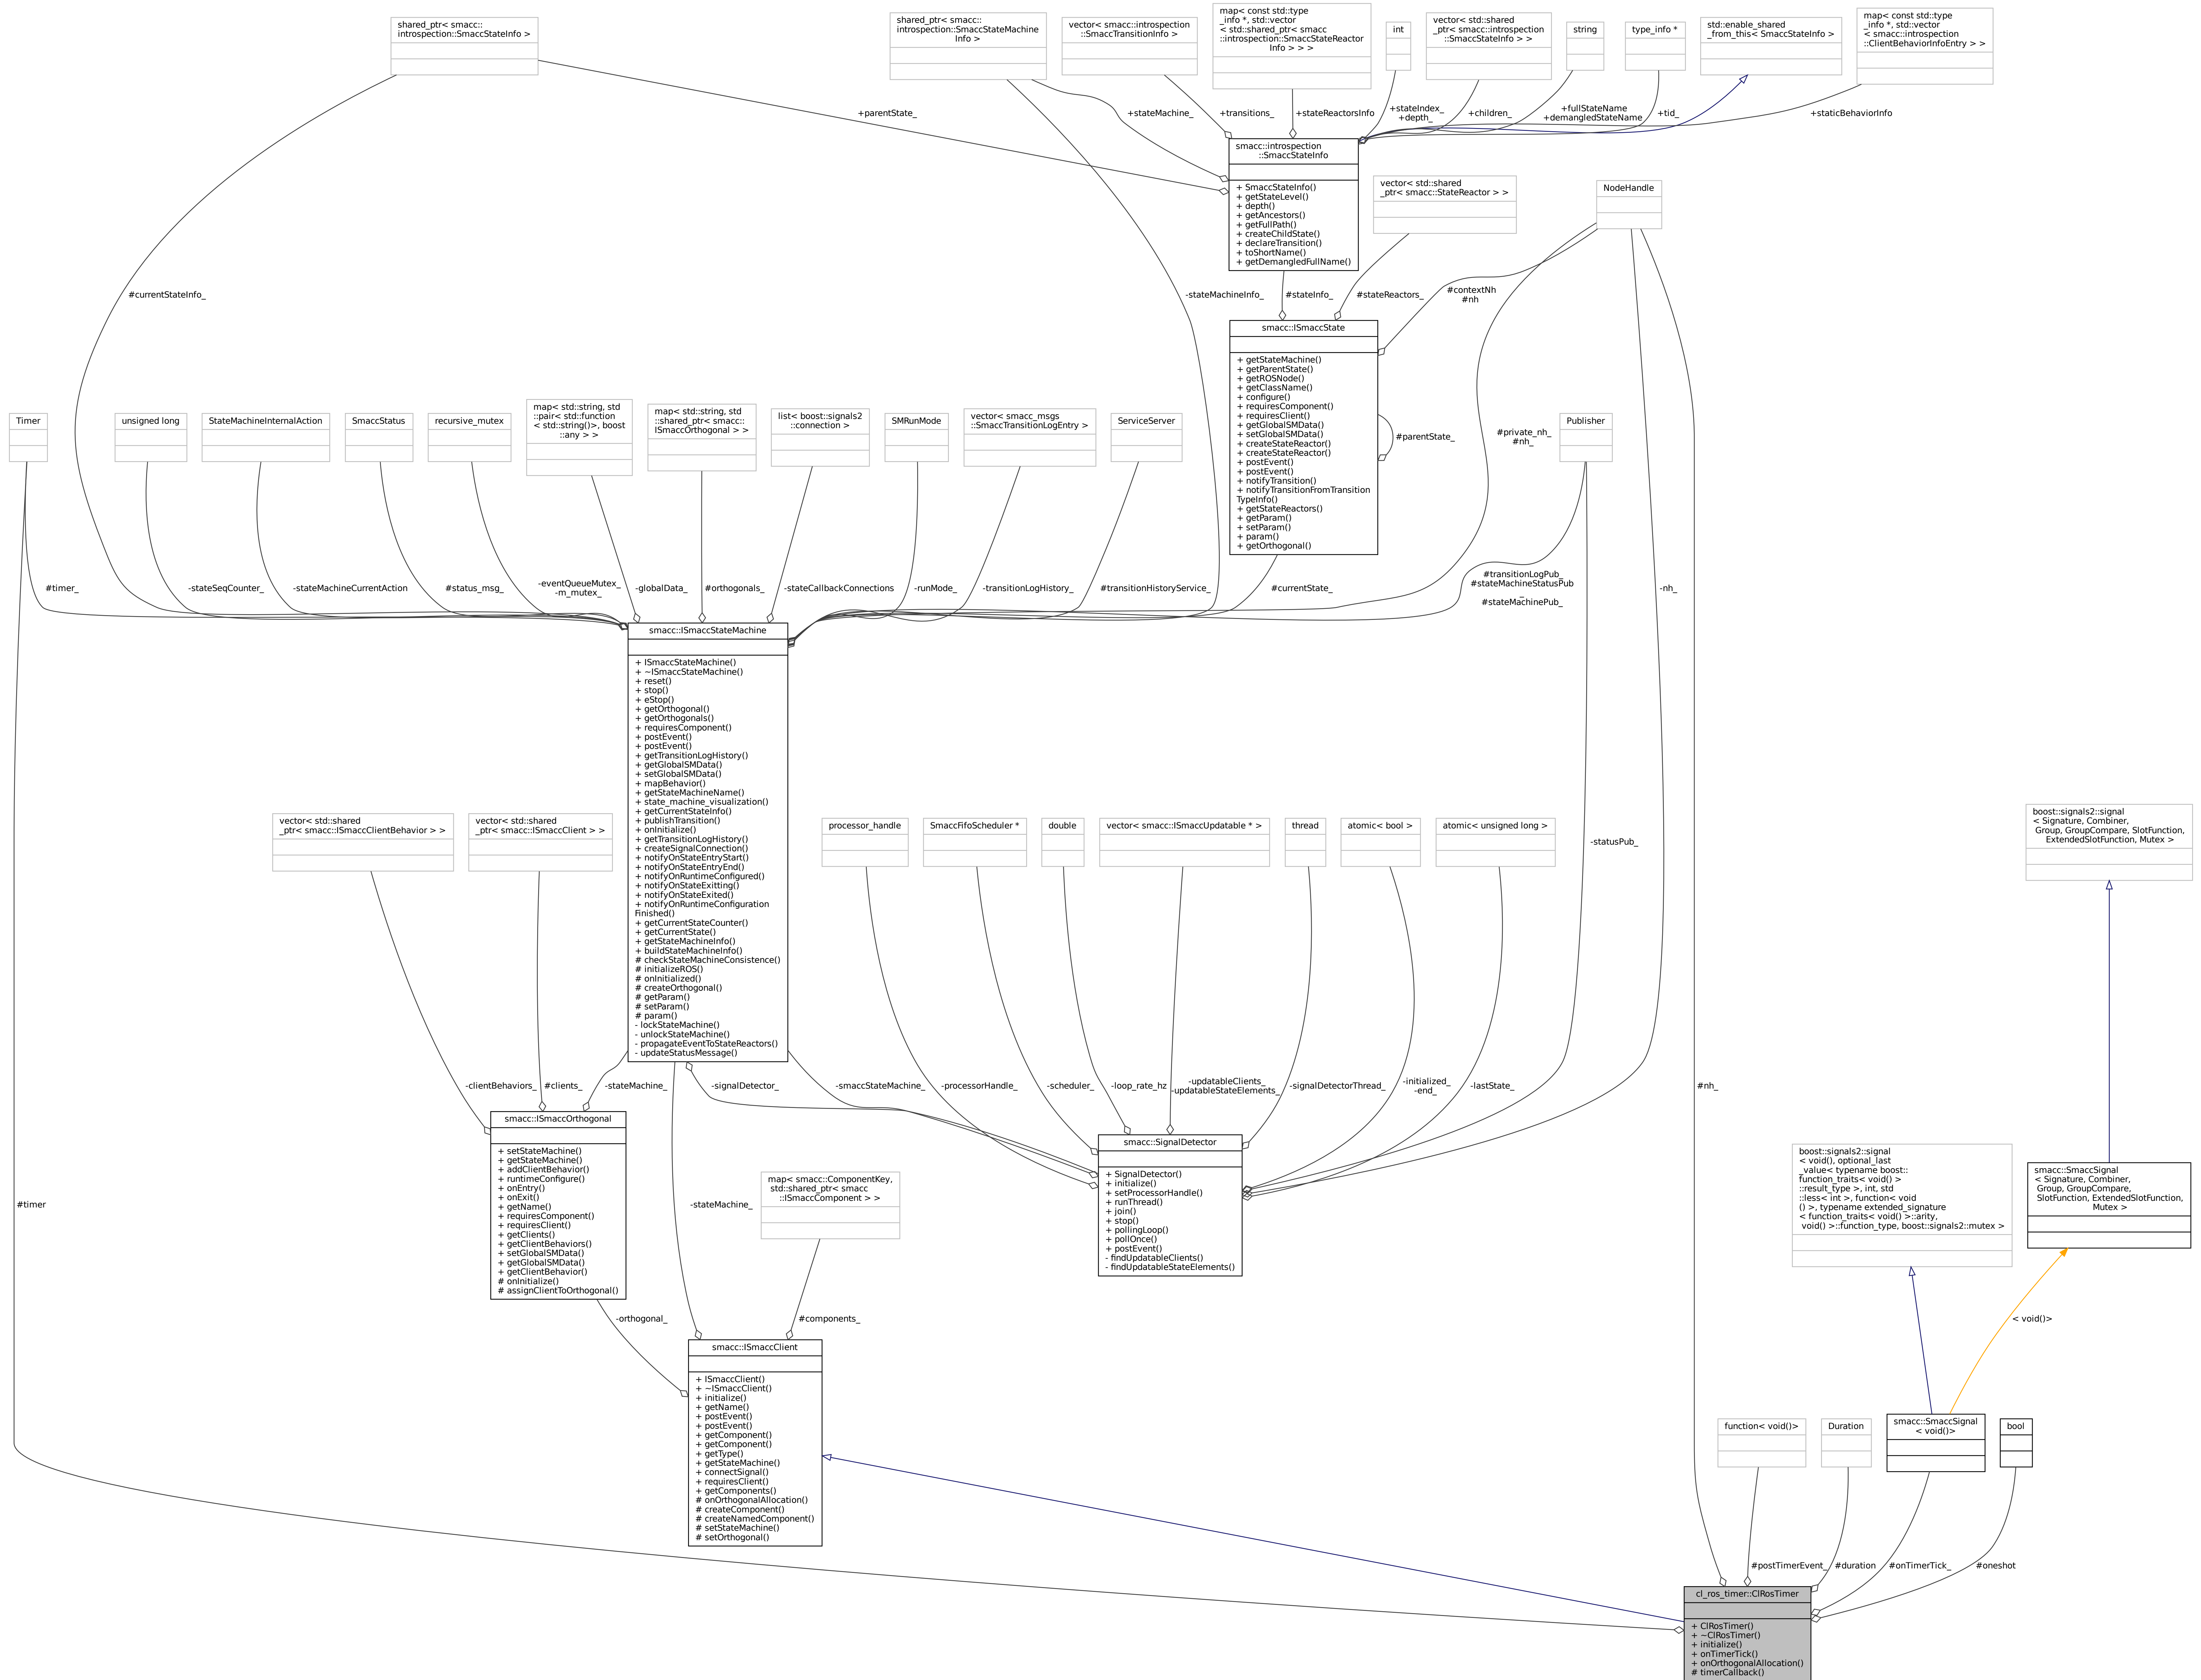 shared_ptr< smacc::
introspection::SmaccStateInfo >
shared_ptr< smacc::
introspection::SmaccStateMachine
Info >
vector< smacc::introspection
::SmaccTransitionInfo >
map< const std::type
_info *, std::vector
< std::shared_ptr< smacc
::introspection::SmaccStateReactor
Info > > >
int
vector< std::shared
_ptr< smacc::introspection
::SmaccStateInfo > >
string
type_info *
std::enable_shared
_from_this< SmaccStateInfo >
map< const std::type
_info *, std::vector
< smacc::introspection
::ClientBehaviorInfoEntry > >
+parentState_
+stateMachine_
+transitions_
+stateReactorsInfo
+stateIndex_
+depth_
+children_
+fullStateName
+demangledStateName
+tid_
+staticBehaviorInfo
smacc::introspection
::SmaccStateInfo
+ SmaccStateInfo()
+ getStateLevel()
+ depth()
+ getAncestors()
+ getFullPath()
+ createChildState()
+ declareTransition()
+ toShortName()
+ getDemangledFullName()
vector< std::shared
_ptr< smacc::StateReactor > >
NodeHandle
#currentStateInfo_
-stateMachineInfo_
#stateInfo_
#stateReactors_
#contextNh
#nh
smacc::ISmaccState
+ getStateMachine()
+ getParentState()
+ getROSNode()
+ getClassName()
+ configure()
+ requiresComponent()
+ requiresClient()
+ getGlobalSMData()
+ setGlobalSMData()
+ createStateReactor()
+ createStateReactor()
+ postEvent()
+ postEvent()
+ notifyTransition()
+ notifyTransitionFromTransition
TypeInfo()
+ getStateReactors()
+ getParam()
+ setParam()
+ param()
+ getOrthogonal()
#parentState_
#private_nh_
#nh_
Timer
unsigned long
StateMachineInternalAction
SmaccStatus
recursive_mutex
map< std::string, std
::pair< std::function
< std::string()>, boost
::any > >
map< std::string, std
::shared_ptr< smacc::
ISmaccOrthogonal > >
list< boost::signals2
::connection >
SMRunMode
vector< smacc_msgs
::SmaccTransitionLogEntry >
ServiceServer
Publisher
#timer_
-stateSeqCounter_
-stateMachineCurrentAction
#status_msg_
-eventQueueMutex_
-m_mutex_
-globalData_
#orthogonals_
-stateCallbackConnections
-runMode_
-transitionLogHistory_
#transitionHistoryService_
#currentState_
#transitionLogPub_
#stateMachineStatusPub
_
#stateMachinePub_
-nh_
smacc::ISmaccStateMachine
+ ISmaccStateMachine()
+ ~ISmaccStateMachine()
+ reset()
+ stop()
+ eStop()
+ getOrthogonal()
+ getOrthogonals()
+ requiresComponent()
+ postEvent()
+ postEvent()
+ getTransitionLogHistory()
+ getGlobalSMData()
+ setGlobalSMData()
+ mapBehavior()
+ getStateMachineName()
+ state_machine_visualization()
+ getCurrentStateInfo()
+ publishTransition()
+ onInitialize()
+ getTransitionLogHistory()
+ createSignalConnection()
+ notifyOnStateEntryStart()
+ notifyOnStateEntryEnd()
+ notifyOnRuntimeConfigured()
+ notifyOnStateExitting()
+ notifyOnStateExited()
+ notifyOnRuntimeConfiguration
Finished()
+ getCurrentStateCounter()
+ getCurrentState()
+ getStateMachineInfo()
+ buildStateMachineInfo()
# checkStateMachineConsistence()
# initializeROS()
# onInitialized()
# createOrthogonal()
# getParam()
# setParam()
# param()
- lockStateMachine()
- unlockStateMachine()
- propagateEventToStateReactors()
- updateStatusMessage()
vector< std::shared
_ptr< smacc::ISmaccClientBehavior > >
vector< std::shared
_ptr< smacc::ISmaccClient > >
processor_handle
SmaccFifoScheduler *
double
vector< smacc::ISmaccUpdatable * >
thread
atomic< bool >
atomic< unsigned long >
-statusPub_
boost::signals2::signal
< Signature, Combiner,
Group, GroupCompare, SlotFunction,
ExtendedSlotFunction, Mutex >
-clientBehaviors_
#clients_
-stateMachine_
-signalDetector_
-smaccStateMachine_
-processorHandle_
-scheduler_
-loop_rate_hz
-updatableClients_
-updatableStateElements_
-signalDetectorThread_
-initialized_
-end_
-lastState_
#nh_
smacc::ISmaccOrthogonal
+ setStateMachine()
+ getStateMachine()
+ addClientBehavior()
+ runtimeConfigure()
+ onEntry()
+ onExit()
+ getName()
+ requiresComponent()
+ requiresClient()
+ getClients()
+ getClientBehaviors()
+ setGlobalSMData()
+ getGlobalSMData()
+ getClientBehavior()
# onInitialize()
# assignClientToOrthogonal()
smacc::SignalDetector
+ SignalDetector()
+ initialize()
+ setProcessorHandle()
+ runThread()
+ join()
+ stop()
+ pollingLoop()
+ pollOnce()
+ postEvent()
- findUpdatableClients()
- findUpdatableStateElements()
boost::signals2::signal
< void(), optional_last
_value< typename boost::
function_traits< void() >
::result_type >, int, std
::less< int >, function< void
() >, typename extended_signature
< function_traits< void() >::arity,
void() >::function_type, boost::signals2::mutex >
smacc::SmaccSignal
< Signature, Combiner,
Group, GroupCompare,
SlotFunction, ExtendedSlotFunction,
Mutex >
#timer
-stateMachine_
map< smacc::ComponentKey,
std::shared_ptr< smacc
::ISmaccComponent > >
-orthogonal_
#components_
< void()>
smacc::ISmaccClient
+ ISmaccClient()
+ ~ISmaccClient()
+ initialize()
+ getName()
+ postEvent()
+ postEvent()
+ getComponent()
+ getComponent()
+ getType()
+ getStateMachine()
+ connectSignal()
+ requiresClient()
+ getComponents()
# onOrthogonalAllocation()
# createComponent()
# createNamedComponent()
# setStateMachine()
# setOrthogonal()
function< void()>
Duration
smacc::SmaccSignal
< void()>
bool
#postTimerEvent_
#duration
#onTimerTick_
#oneshot
cl_ros_timer::ClRosTimer
+ ClRosTimer()
+ ~ClRosTimer()
+ initialize()
+ onTimerTick()
+ onOrthogonalAllocation()
# timerCallback()